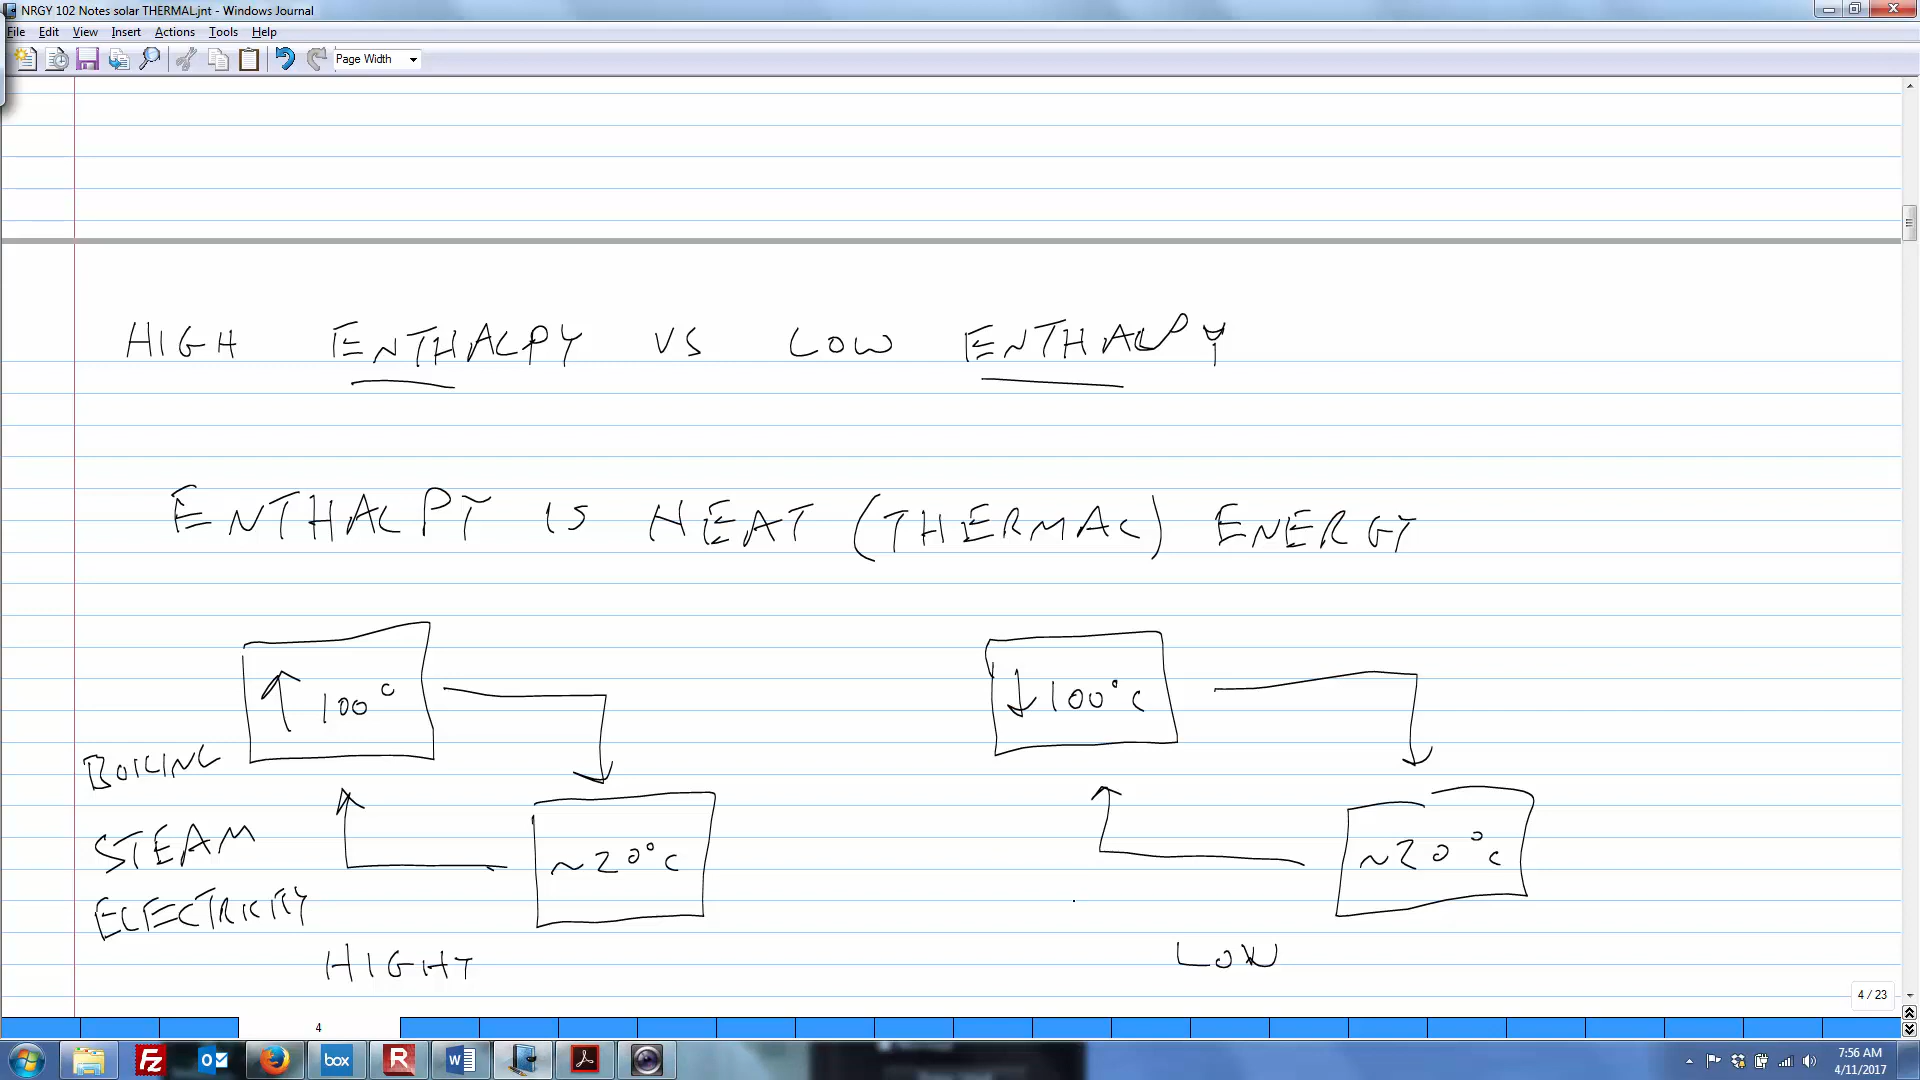 NRGY 102 Notes solar THERMAL.jnt - Windows Journal
File Edit View Insert Actions Tools Help
Page Width
HIGH ENTHALPY VS LOW ENTHALPY
ENTHALPY IS HEAT (THERMAL) ENERGY
↑ 100°
↓ 100°C
BOILING
STEAM
~20°C
~20°C
ELECTRICITY
HIGHT
LOW
4 / 23
4
Fz
box
R
W
7:56 AM
4/11/2017